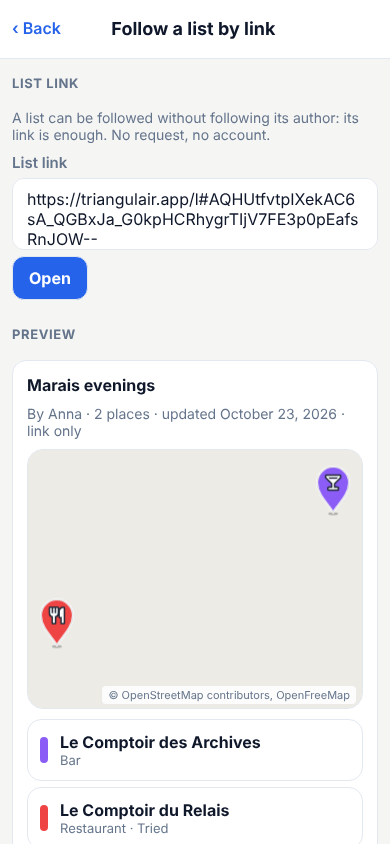 ‹ Back
Follow a list by link
LIST LINK
A list can be followed without following its author: its
link is enough. No request, no account.
List link
https://triangulair.app/l#AQHUtfvtpIXekAC6
sA_QGBxJa_G0kpHCRhygrTljV7FE3p0pEafs
RnJOW--
Open
PREVIEW
Marais evenings
By Anna · 2 places · updated October 23, 2026 ·
link only
© OpenStreetMap contributors, OpenFreeMap
Le Comptoir des Archives
Bar
Le Comptoir du Relais
Restaurant · Tried